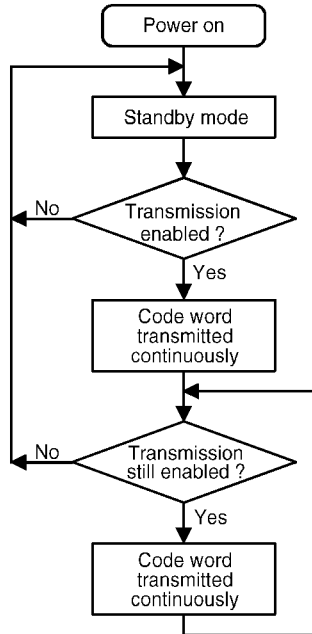 Power on
Standby mode
Transmission
enabled ?
No
Yes
Code word
transmitted
continuously
Transmission
still enabled ?
No
Yes
Code word
transmitted
continuously